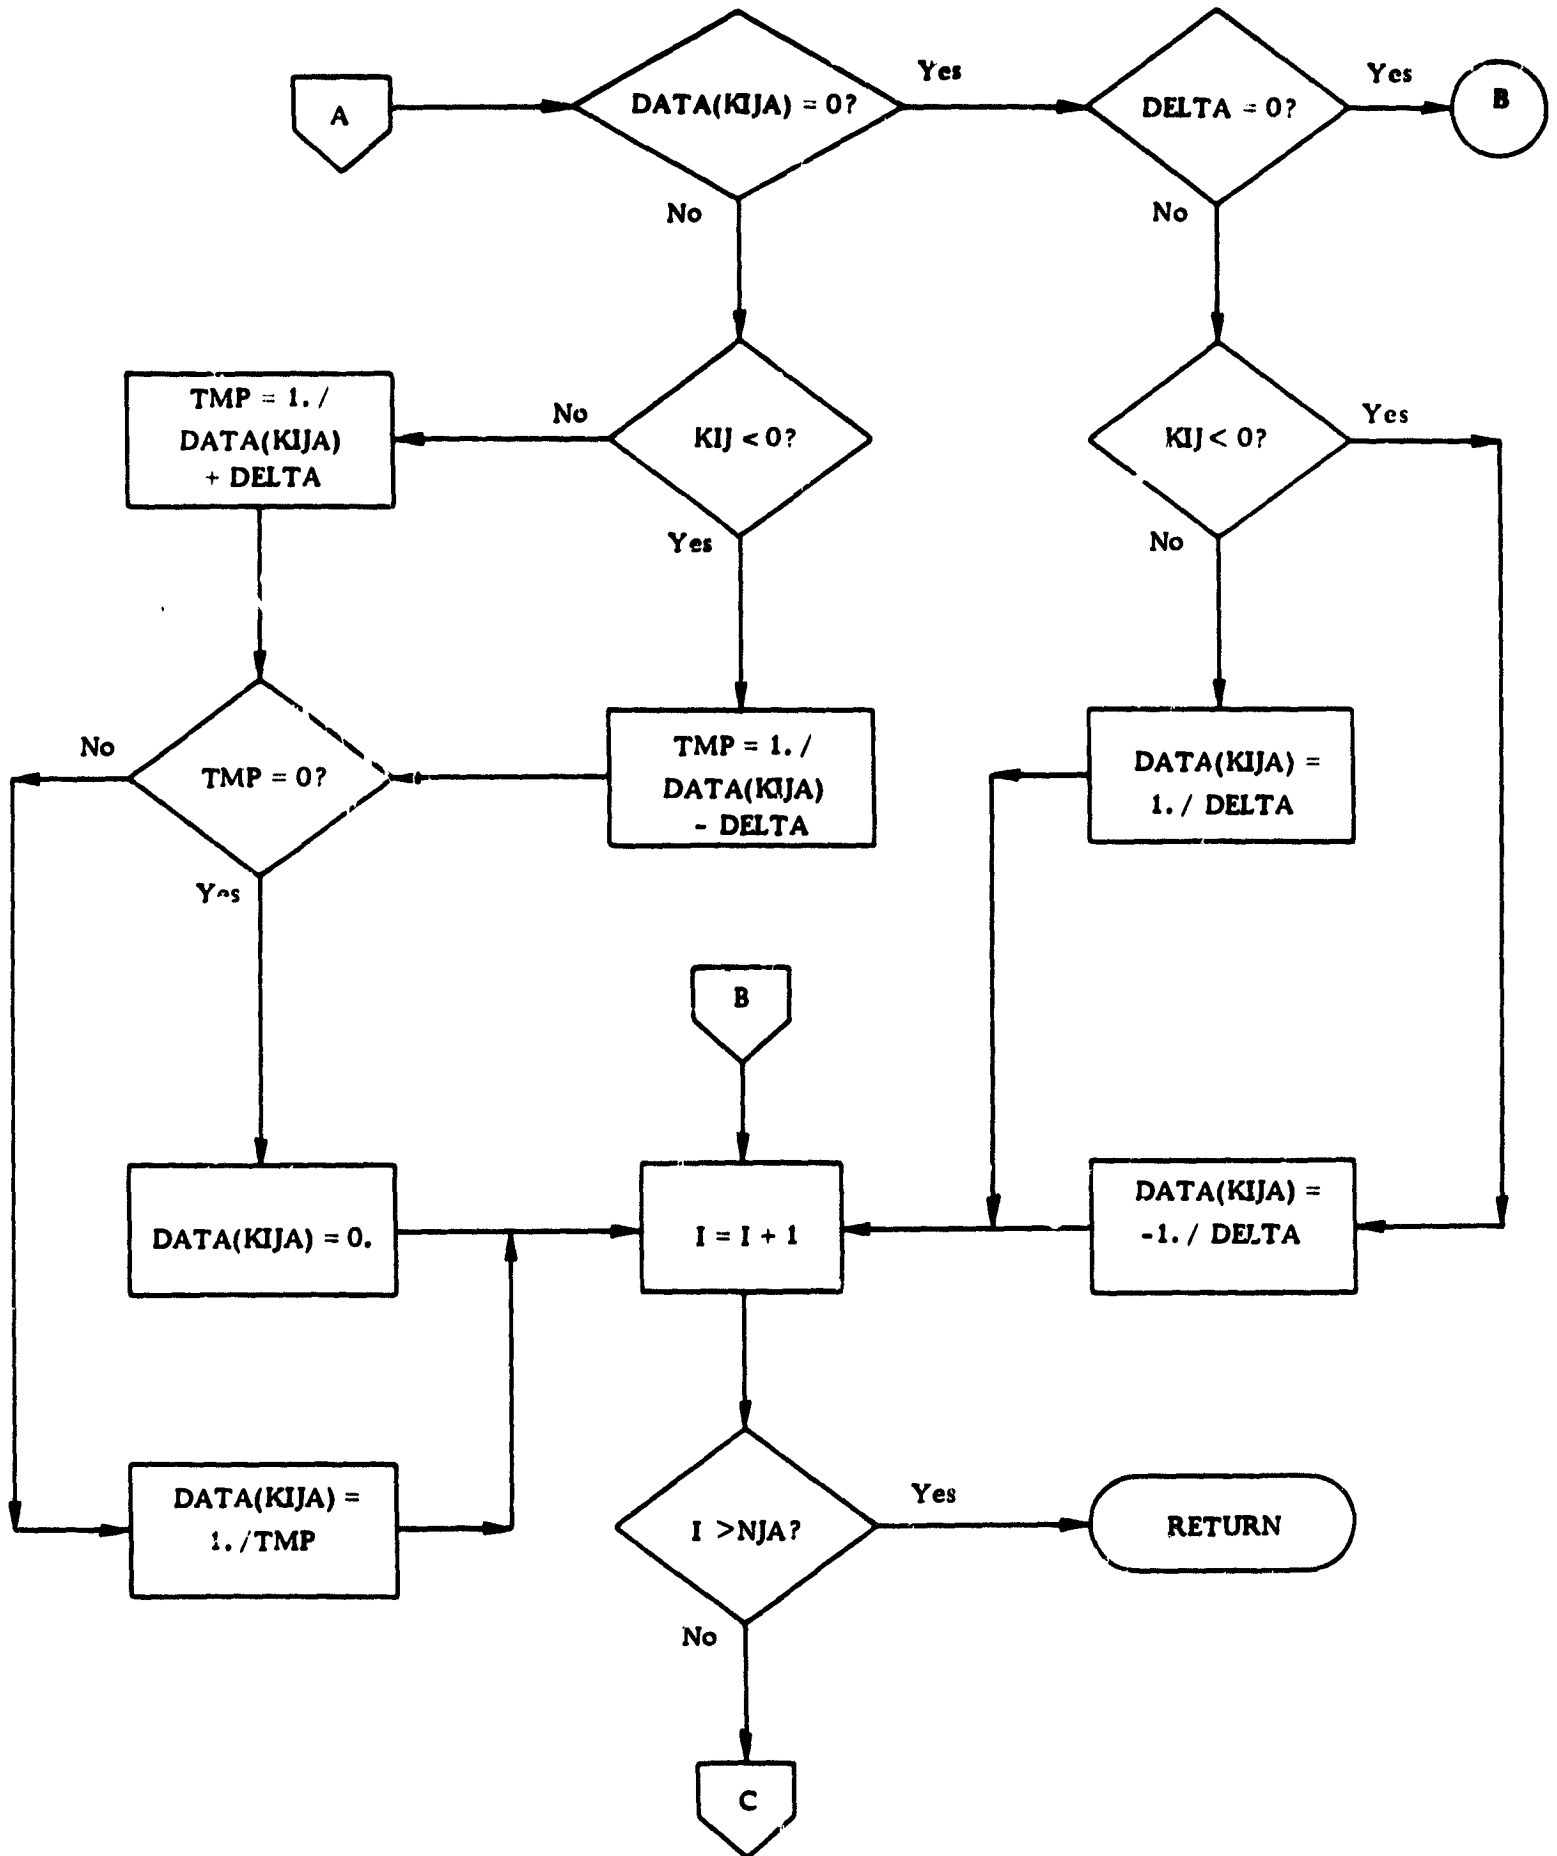 A
DATA(KIJA) = 0?
Yes
DELTA = 0?
Yes
B
No
No
TMP = 1. /
DATA(KIJA)
+ DELTA
No
KIJ < 0?
Yes
KIJ < 0?
Yes
No
No
TMP = 0?
Yes
TMP = 1. /
DATA(KIJA)
- DELTA
DATA(KIJA) =
1. / DELTA
B
DATA(KIJA) = 0.
I = I + 1
DATA(KIJA) =
-1. / DELTA
DATA(KIJA) =
1. /TMP
I >NJA?
Yes
RETURN
No
C